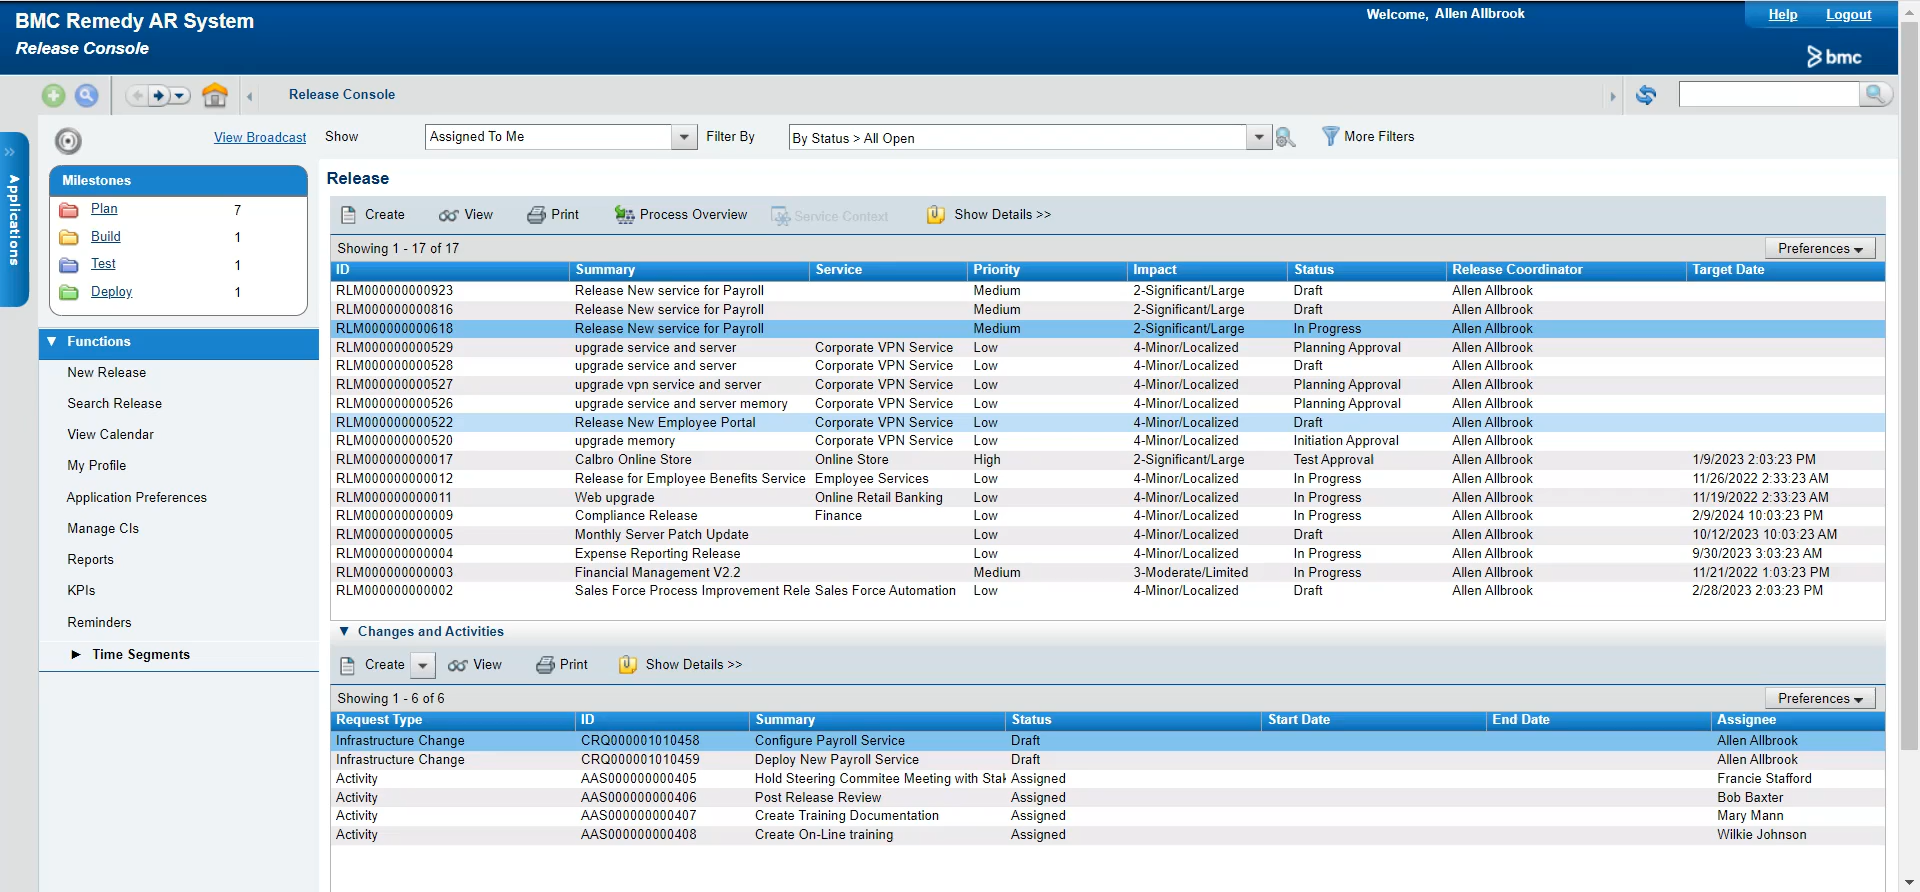 BMC Remedy AR System
Welcome, Allen Allbrook
Help Logout
Release Console
bmc
Release Console
View Broadcast Show Assigned To Me Filter By By Status > All Open More Filters
Applications
Milestones
Plan 7
Build 1
Test 1
Deploy 1
Functions
New Release
Search Release
View Calendar
My Profile
Application Preferences
Manage CIs
Reports
KPIs
Reminders
Time Segments
Release
Create View Print Process Overview Service Context Show Details >>
Showing 1 - 17 of 17 Preferences
ID Summary Service Priority Impact Status Release Coordinator Target Date
RLM000000000923 Release New service for Payroll Medium 2-Significant/Large Draft Allen Allbrook
RLM000000000816 Release New service for Payroll Medium 2-Significant/Large Draft Allen Allbrook
RLM000000000618 Release New service for Payroll Medium 2-Significant/Large In Progress Allen Allbrook
RLM000000000529 upgrade service and server Corporate VPN Service Low 4-Minor/Localized Planning Approval Allen Allbrook
RLM000000000528 upgrade service and server Corporate VPN Service Low 4-Minor/Localized Draft Allen Allbrook
RLM000000000527 upgrade vpn service and server Corporate VPN Service Low 4-Minor/Localized Planning Approval Allen Allbrook
RLM000000000526 upgrade service and server memory Corporate VPN Service Low 4-Minor/Localized Planning Approval Allen Allbrook
RLM000000000522 Release New Employee Portal Corporate VPN Service Low 4-Minor/Localized Draft Allen Allbrook
RLM000000000520 upgrade memory Corporate VPN Service Low 4-Minor/Localized Initiation Approval Allen Allbrook
RLM000000000017 Calbro Online Store Online Store High 2-Significant/Large Test Approval Allen Allbrook 1/9/2023 2:03:23 PM
RLM000000000012 Release for Employee Benefits Service Employee Services Low 4-Minor/Localized In Progress Allen Allbrook 11/26/2022 2:33:23 AM
RLM000000000011 Web upgrade Online Retail Banking Low 4-Minor/Localized In Progress Allen Allbrook 11/19/2022 2:33:23 AM
RLM000000000009 Compliance Release Finance Low 4-Minor/Localized In Progress Allen Allbrook 2/9/2024 10:03:23 PM
RLM000000000005 Monthly Server Patch Update Low 4-Minor/Localized Draft Allen Allbrook 10/12/2023 10:03:23 AM
RLM000000000004 Expense Reporting Release Low 4-Minor/Localized In Progress Allen Allbrook 9/30/2023 3:03:23 AM
RLM000000000003 Financial Management V2.2 Medium 3-Moderate/Limited In Progress Allen Allbrook 11/21/2022 1:03:23 PM
RLM000000000002 Sales Force Process Improvement Rele Sales Force Automation Low 4-Minor/Localized Draft Allen Allbrook 2/28/2023 2:03:23 PM
Changes and Activities
Create View Print Show Details >>
Showing 1 - 6 of 6 Preferences
Request Type ID Summary Status Start Date End Date Assignee
Infrastructure Change CRQ000001010458 Configure Payroll Service Draft Allen Allbrook
Infrastructure Change CRQ000001010459 Deploy New Payroll Service Draft Allen Allbrook
Activity AAS000000000405 Hold Steering Commitee Meeting with Stak Assigned Francie Stafford
Activity AAS000000000406 Post Release Review Assigned Bob Baxter
Activity AAS000000000407 Create Training Documentation Assigned Mary Mann
Activity AAS000000000408 Create On-Line training Assigned Wilkie Johnson